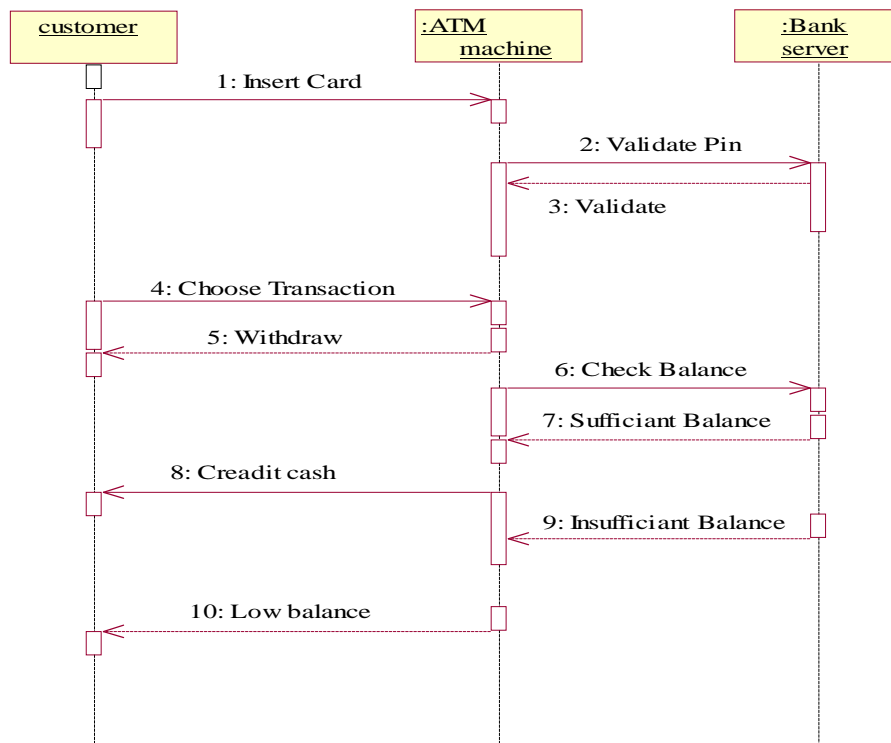 customer
:ATM
machine
:Bank
server
1: Insert Card
2: Validate Pin
3: Validate
4: Choose Transaction
5: Withdraw
6: Check Balance
7: Sufficiant Balance
8: Creadit cash
9: Insufficiant Balance
10: Low balance